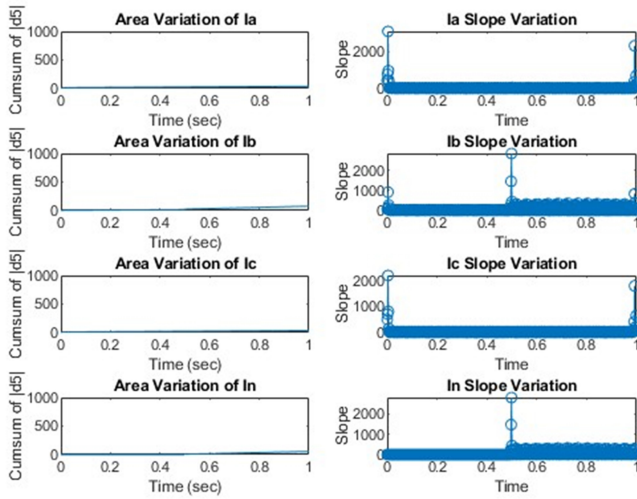 Area Variation of Ia
Cumsum of |d5|
1000
500
0
0 0.2 0.4 0.6 0.8 1
Time (sec)
Ia Slope Variation
Slope
2000
0
0 0.2 0.4 0.6 0.8 1
Time
Area Variation of Ib
Cumsum of |d5|
1000
500
0
0 0.2 0.4 0.6 0.8 1
Time (sec)
Ib Slope Variation
Slope
2000
1000
0
0 0.2 0.4 0.6 0.8 1
Time
Area Variation of Ic
Cumsum of |d5|
1000
500
0
0 0.2 0.4 0.6 0.8 1
Time (sec)
Ic Slope Variation
Slope
2000
1000
0
0 0.2 0.4 0.6 0.8 1
Time
Area Variation of In
Cumsum of |d5|
1000
500
0
0 0.2 0.4 0.6 0.8 1
Time (sec)
In Slope Variation
Slope
2000
1000
0
0 0.2 0.4 0.6 0.8 1
Time